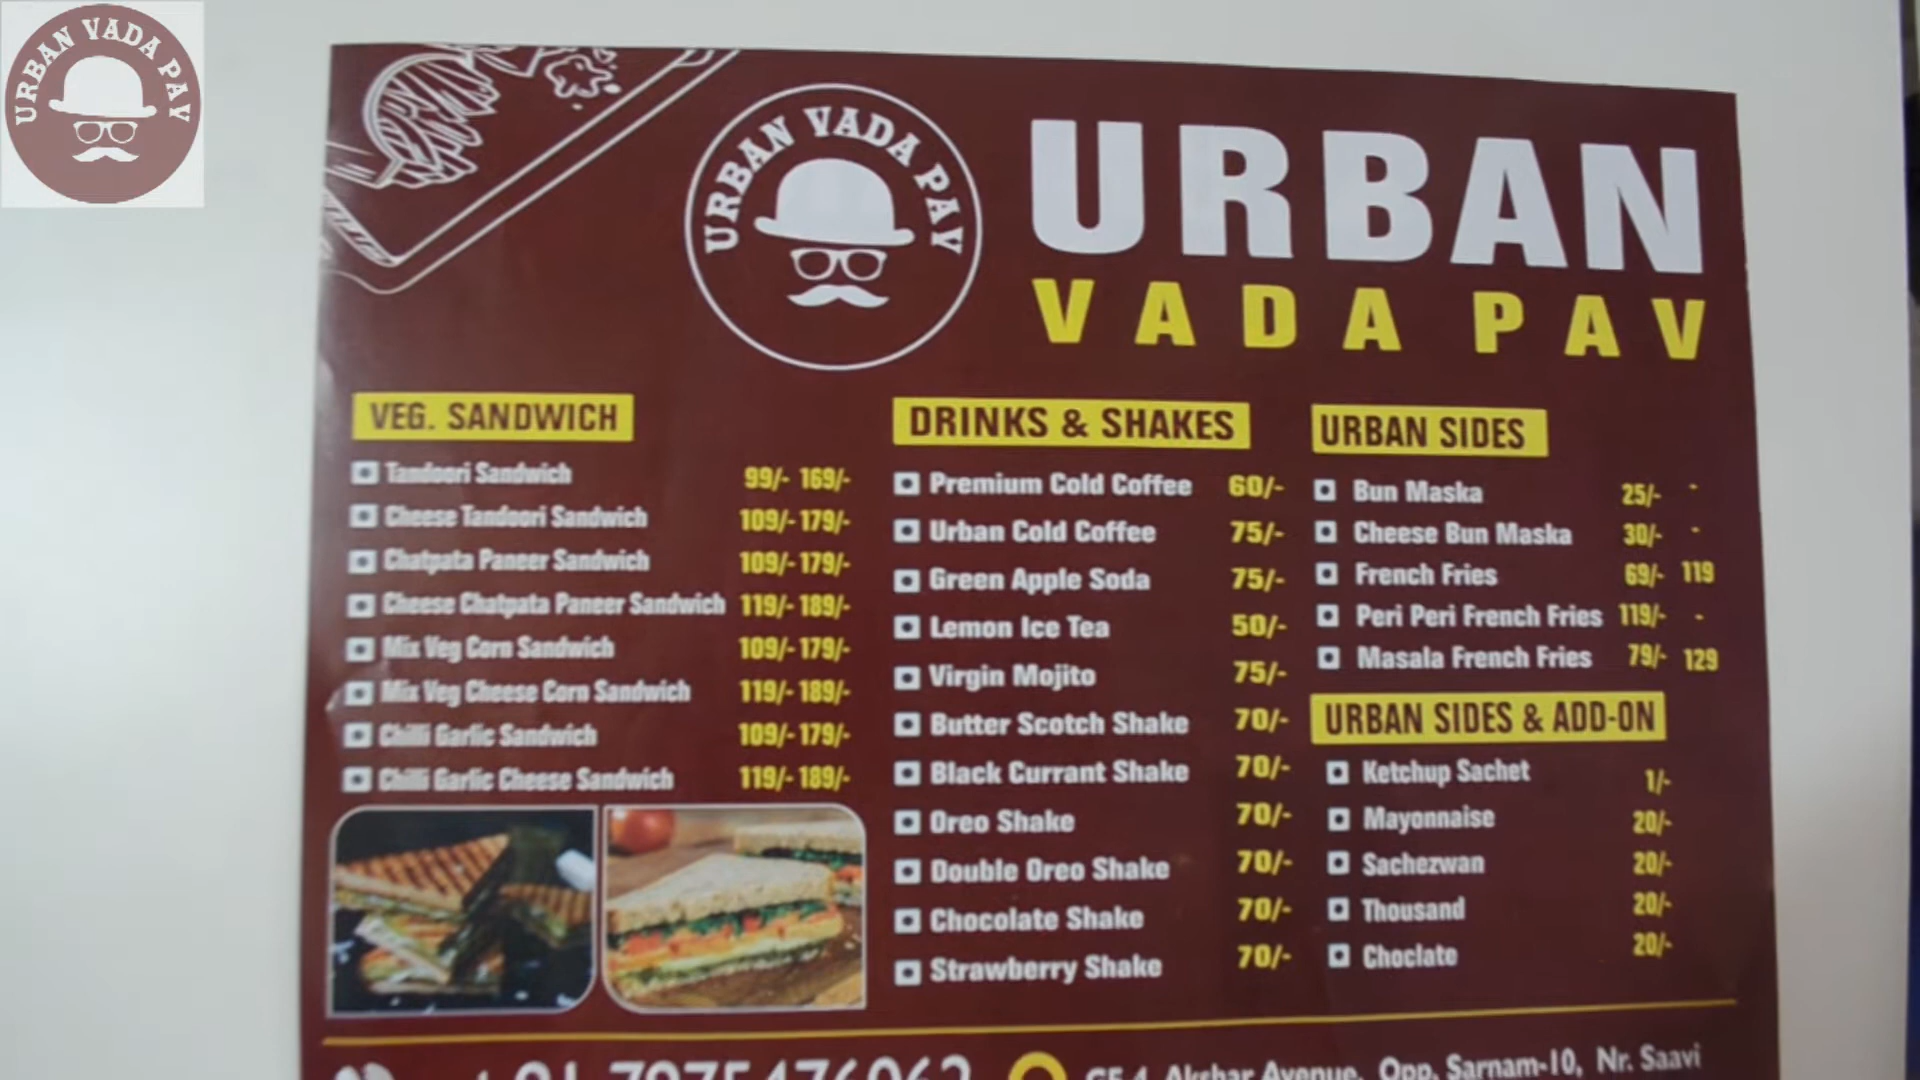 URBAN VADA PAV
URBAN VADA PAV
URBAN
VADA PAV
VEG. SANDWICH
Tandoori Sandwich 99/- 169/-
Cheese Tandoori Sandwich 109/- 179/-
Chatpata Paneer Sandwich 109/- 179/-
Cheese Chatpata Paneer Sandwich 119/- 189/-
Mix Veg Corn Sandwich 109/- 179/-
Mix Veg Cheese Corn Sandwich 119/- 189/-
Chilli Garlic Sandwich 109/- 179/-
Chilli Garlic Cheese Sandwich 119/- 189/-
DRINKS & SHAKES
Premium Cold Coffee 60/-
Urban Cold Coffee 75/-
Green Apple Soda 75/-
Lemon Ice Tea 50/-
Virgin Mojito 75/-
Butter Scotch Shake 70/-
Black Currant Shake 70/-
Oreo Shake 70/-
Double Oreo Shake 70/-
Chocolate Shake 70/-
Strawberry Shake 70/-
URBAN SIDES
Bun Maska 25/- -
Cheese Bun Maska 30/- -
French Fries 69/- 119
Peri Peri French Fries 119/- -
Masala French Fries 79/- 129
URBAN SIDES & ADD-ON
Ketchup Sachet 1/-
Mayonnaise 20/-
Sachezwan 20/-
Thousand 20/-
Choclate 20/-
Akshar Avenue, Opp. Sarnam-10, Nr. Saavi